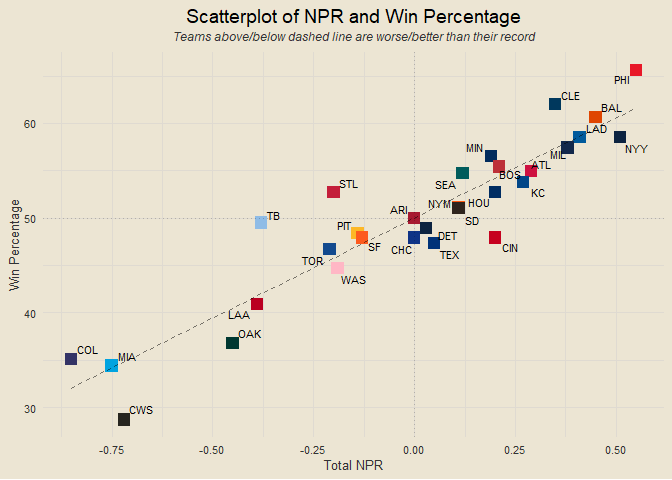 Scatterplot of NPR and Win Percentage
Teams above/below dashed line are worse/better than their record
Win Percentage
60
50
40
30
PHI
CLE
BAL
LAD
NYY
MIN
MIL
ATL
BOS
SEA
KC
STL
NYM
HOU
ARI
SD
TB
PIT
SF
CHC
DET
TEX
CIN
TOR
WAS
LAA
OAK
COL
MIA
CWS
-0.75 -0.50 -0.25 0.00 0.25 0.50
Total NPR